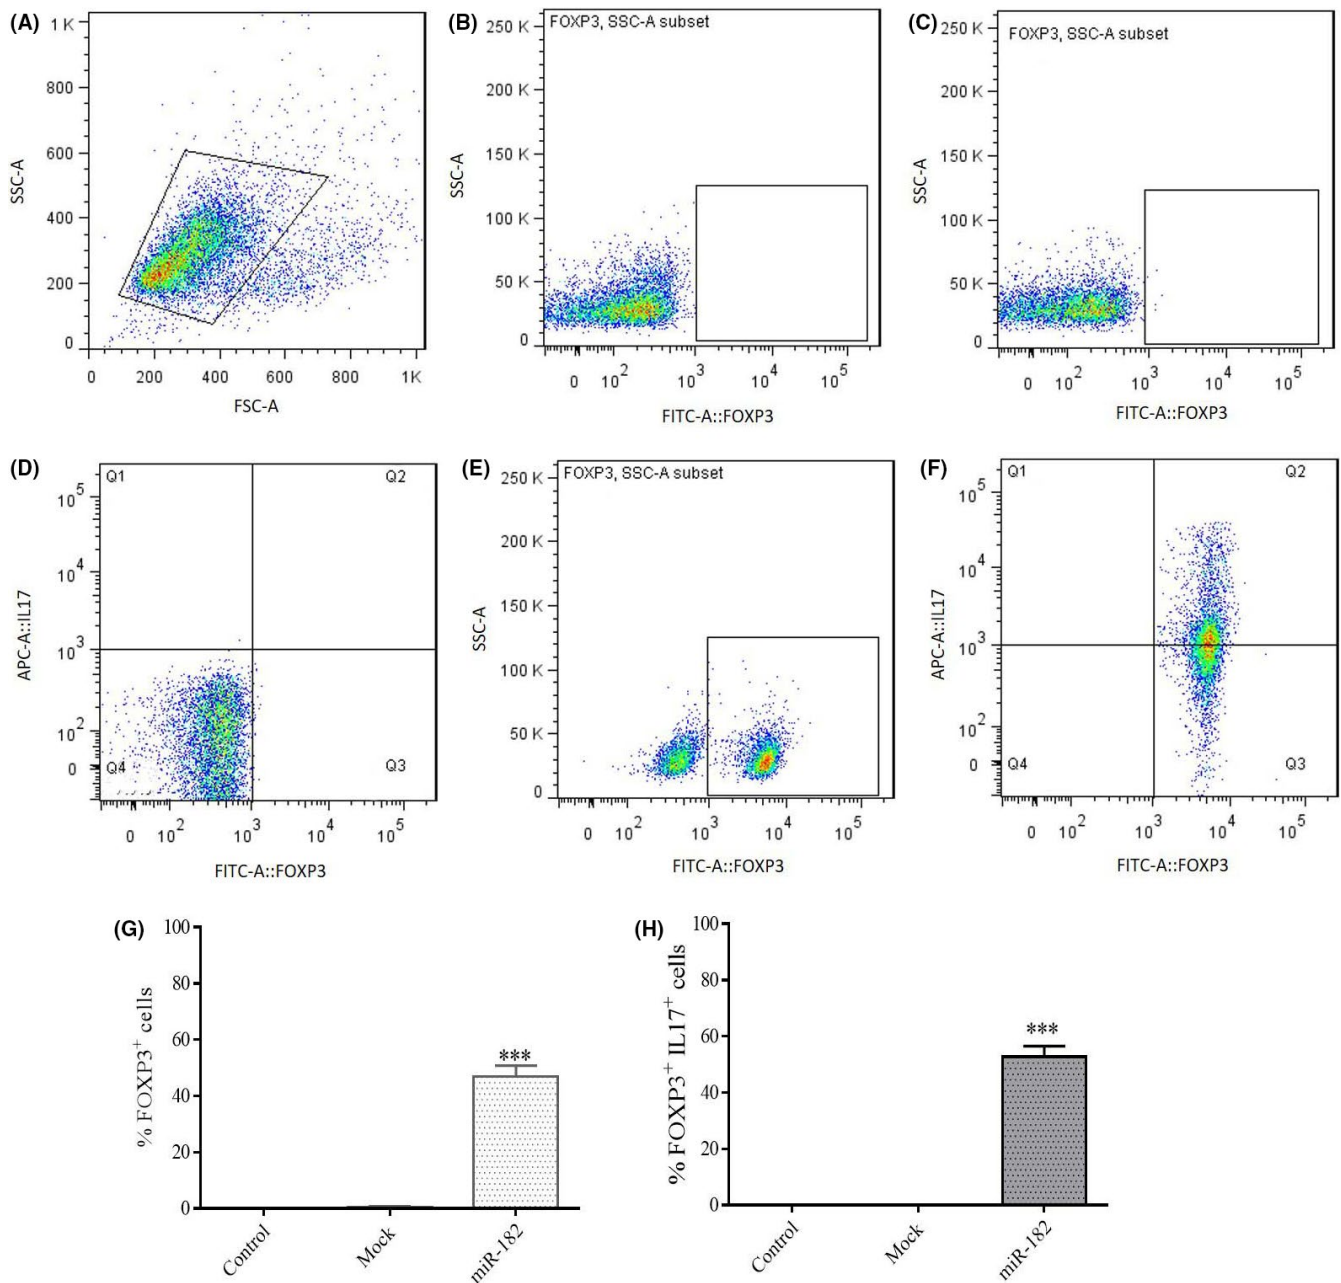 (A)
1K
800
600
400
200
0
SSC-A
0 200 400 600 800 1K
FSC-A
(B)
FOXP3, SSC-A subset
250 K
200 K
150 K
100 K
50 K
0
SSC-A
0 10^2 10^3 10^4 10^5
FITC-A::FOXP3
(C)
FOXP3, SSC-A subset
250 K
200 K
150 K
100 K
50 K
0
SSC-A
0 10^2 10^3 10^4 10^5
FITC-A::FOXP3
(D)
Q1 Q2
10^5
10^4
10^3
10^2
0
Q4 Q3
APC-A::IL17
0 10^2 10^3 10^4 10^5
FITC-A::FOXP3
(E)
FOXP3, SSC-A subset
250 K
200 K
150 K
100 K
50 K
0
SSC-A
0 10^2 10^3 10^4 10^5
FITC-A::FOXP3
(F)
Q1 Q2
10^5
10^4
10^3
10^2
0
Q4 Q3
APC-A::IL17
0 10^2 10^3 10^4 10^5
FITC-A::FOXP3
(G)
100
80
60
40
20
0
% FOXP3+ cells
***
Control Mock miR-182
(H)
100
80
60
40
20
0
% FOXP3+ IL17+ cells
***
Control Mock miR-182